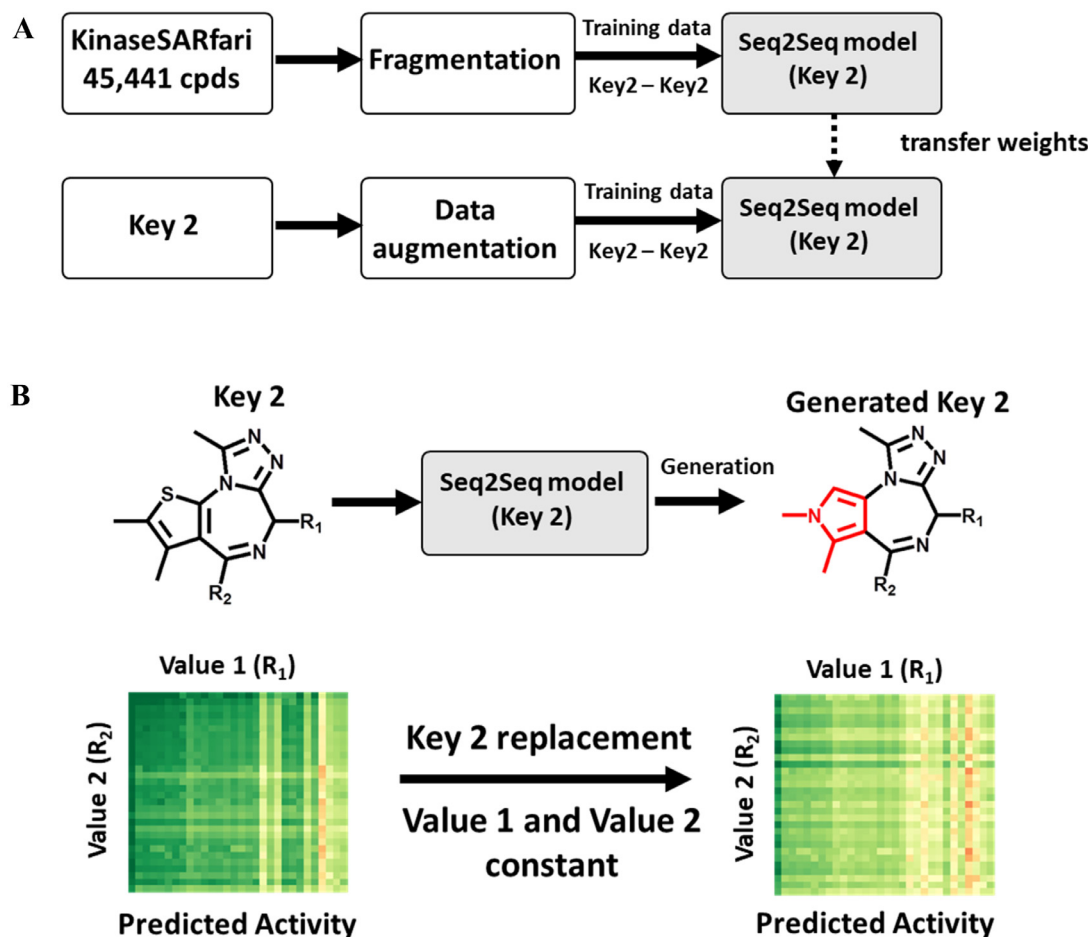 A
KinaseSARfari
45,441 cpds
Fragmentation
Training data
Key2 – Key2
Seq2Seq model
(Key 2)
transfer weights
Key 2
Data
augmentation
Training data
Key2 – Key2
Seq2Seq model
(Key 2)
B
Key 2
N
N
N
S
N
R1
R2
Seq2Seq model
(Key 2)
Generation
Generated Key 2
N
N
N
N
N
R1
R2
Value 1 (R1)
Value 2 (R2)
Predicted Activity
Key 2 replacement
Value 1 and Value 2
constant
Value 1 (R1)
Value 2 (R2)
Predicted Activity